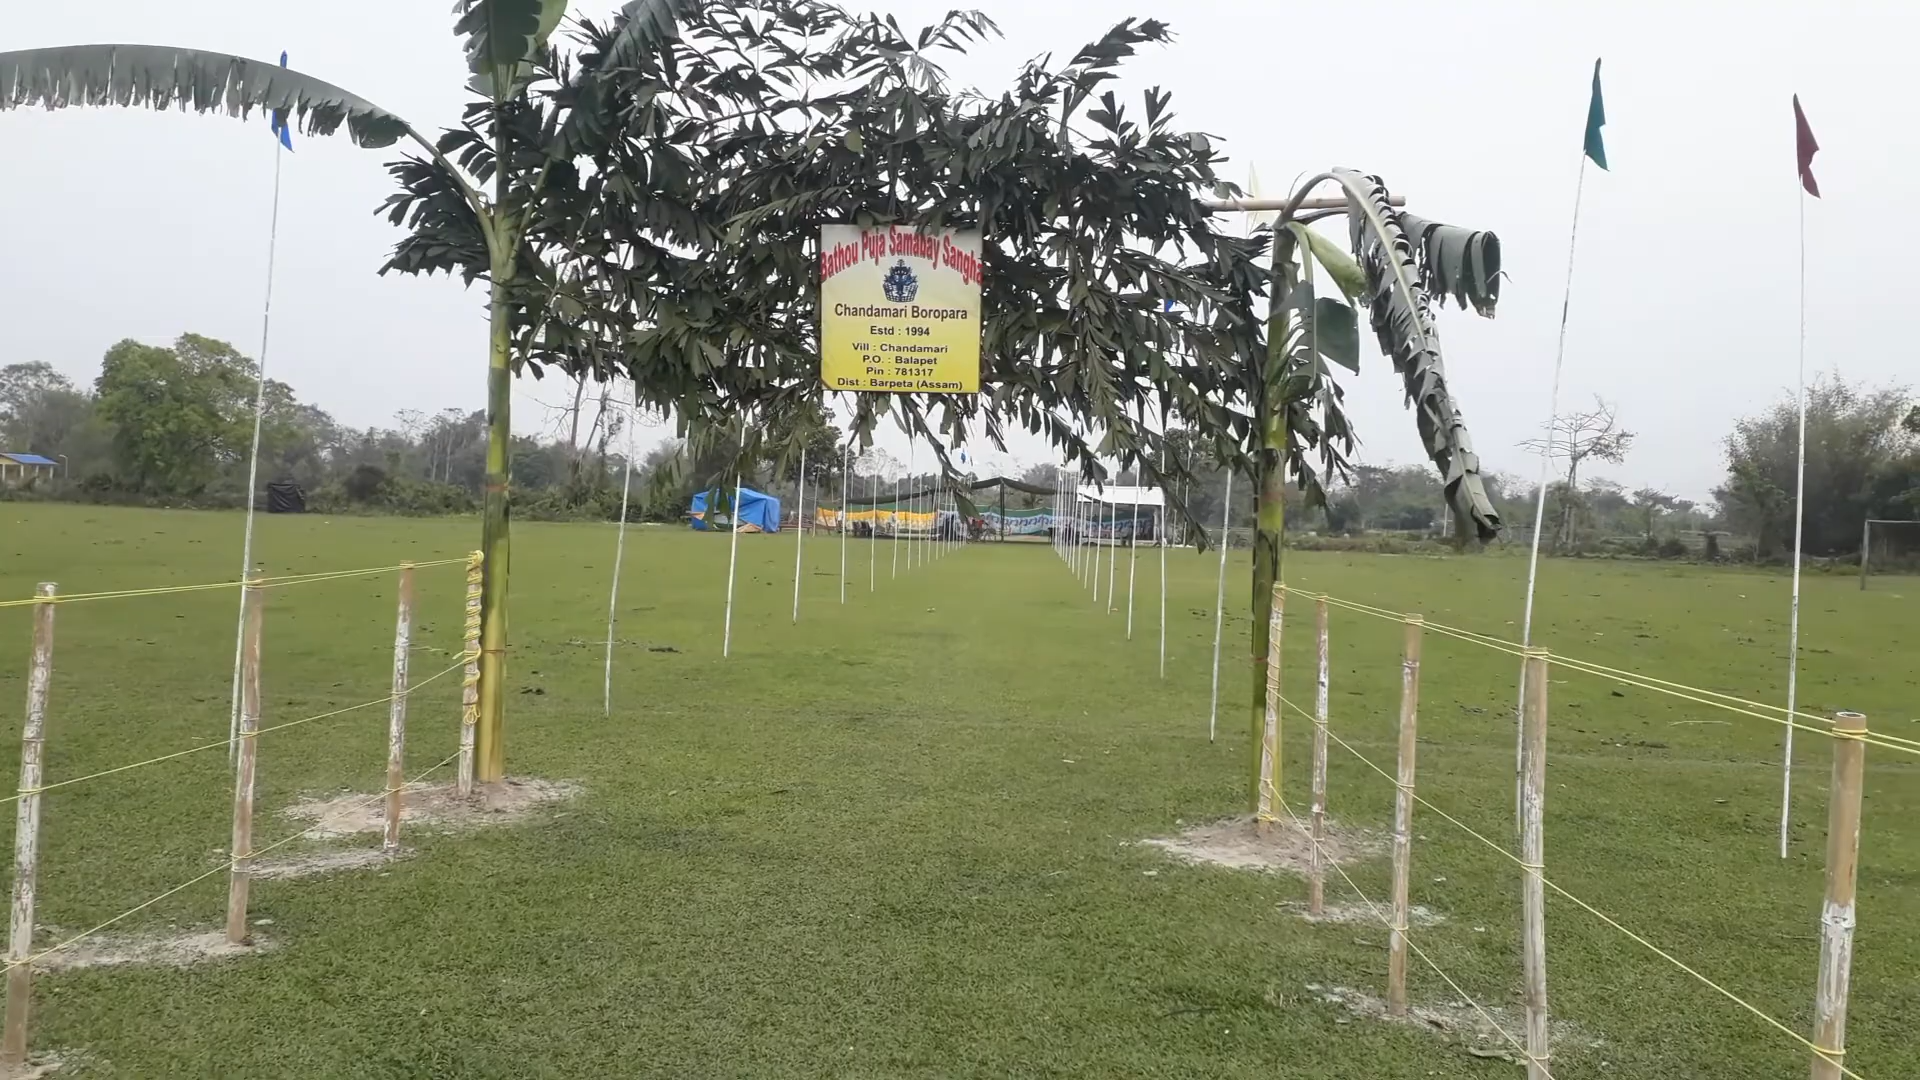 Bathou Puja Samabay Sangha
Chandamari Boropara
Estd : 1994
Vill : Chandamari
P.O. : Balapet
Pin : 781317
Dist : Barpeta (Assam)